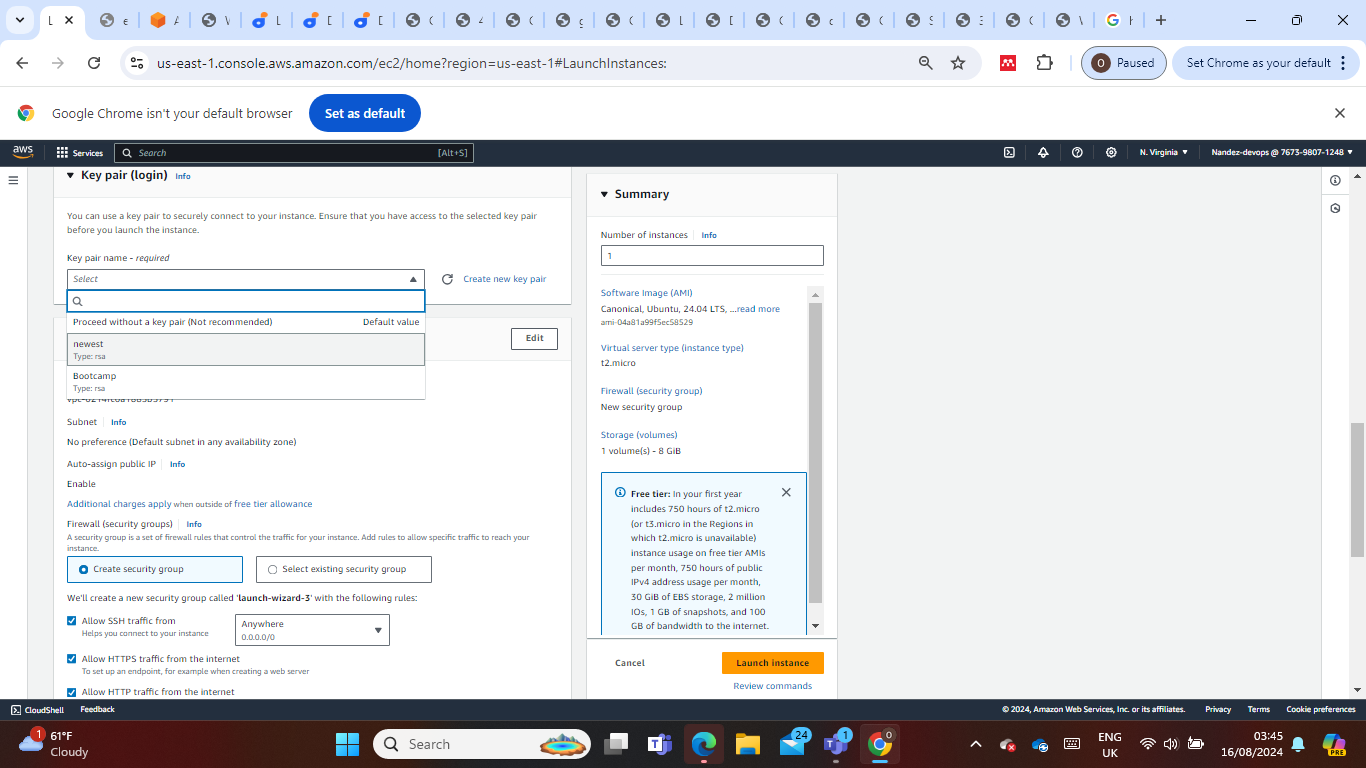 us-east-1.console.aws.amazon.com/ec2/home?region=us-east-1#LaunchInstances:
O Paused
Set Chrome as your default
Google Chrome isn't your default browser
Set as default
aws
Services
Search
[Alt+S]
N. Virginia
Nandez-devops @ 7673-9807-1248
Key pair (login) Info
You can use a key pair to securely connect to your instance. Ensure that you have access to the selected key pair
before you launch the instance.
Key pair name - required
Select
Create new key pair
Proceed without a key pair (Not recommended) Default value
newest
Type: rsa
Bootcamp
Type: rsa
Edit
Subnet Info
No preference (Default subnet in any availability zone)
Auto-assign public IP Info
Enable
Additional charges apply when outside of free tier allowance
Firewall (security groups) Info
A security group is a set of firewall rules that control the traffic for your instance. Add rules to allow specific traffic to reach your
instance.
Create security group
Select existing security group
We'll create a new security group called 'launch-wizard-3' with the following rules:
Allow SSH traffic from
Helps you connect to your instance
Anywhere
0.0.0.0/0
Allow HTTPS traffic from the internet
To set up an endpoint, for example when creating a web server
Allow HTTP traffic from the internet
Summary
Number of instances Info
1
Software Image (AMI)
Canonical, Ubuntu, 24.04 LTS, ...read more
ami-04a81a99f5ec58529
Virtual server type (instance type)
t2.micro
Firewall (security group)
New security group
Storage (volumes)
1 volume(s) - 8 GiB
Free tier: In your first year
includes 750 hours of t2.micro
(or t3.micro in the Regions in
which t2.micro is unavailable)
instance usage on free tier AMIs
per month, 750 hours of public
IPv4 address usage per month,
30 GiB of EBS storage, 2 million
IOs, 1 GB of snapshots, and 100
GB of bandwidth to the internet.
Cancel
Launch instance
Review commands
CloudShell
Feedback
© 2024, Amazon Web Services, Inc. or its affiliates.
Privacy
Terms
Cookie preferences
1
61°F
Cloudy
Search
24
1
0
ENG
UK
03:45
16/08/2024
PRE